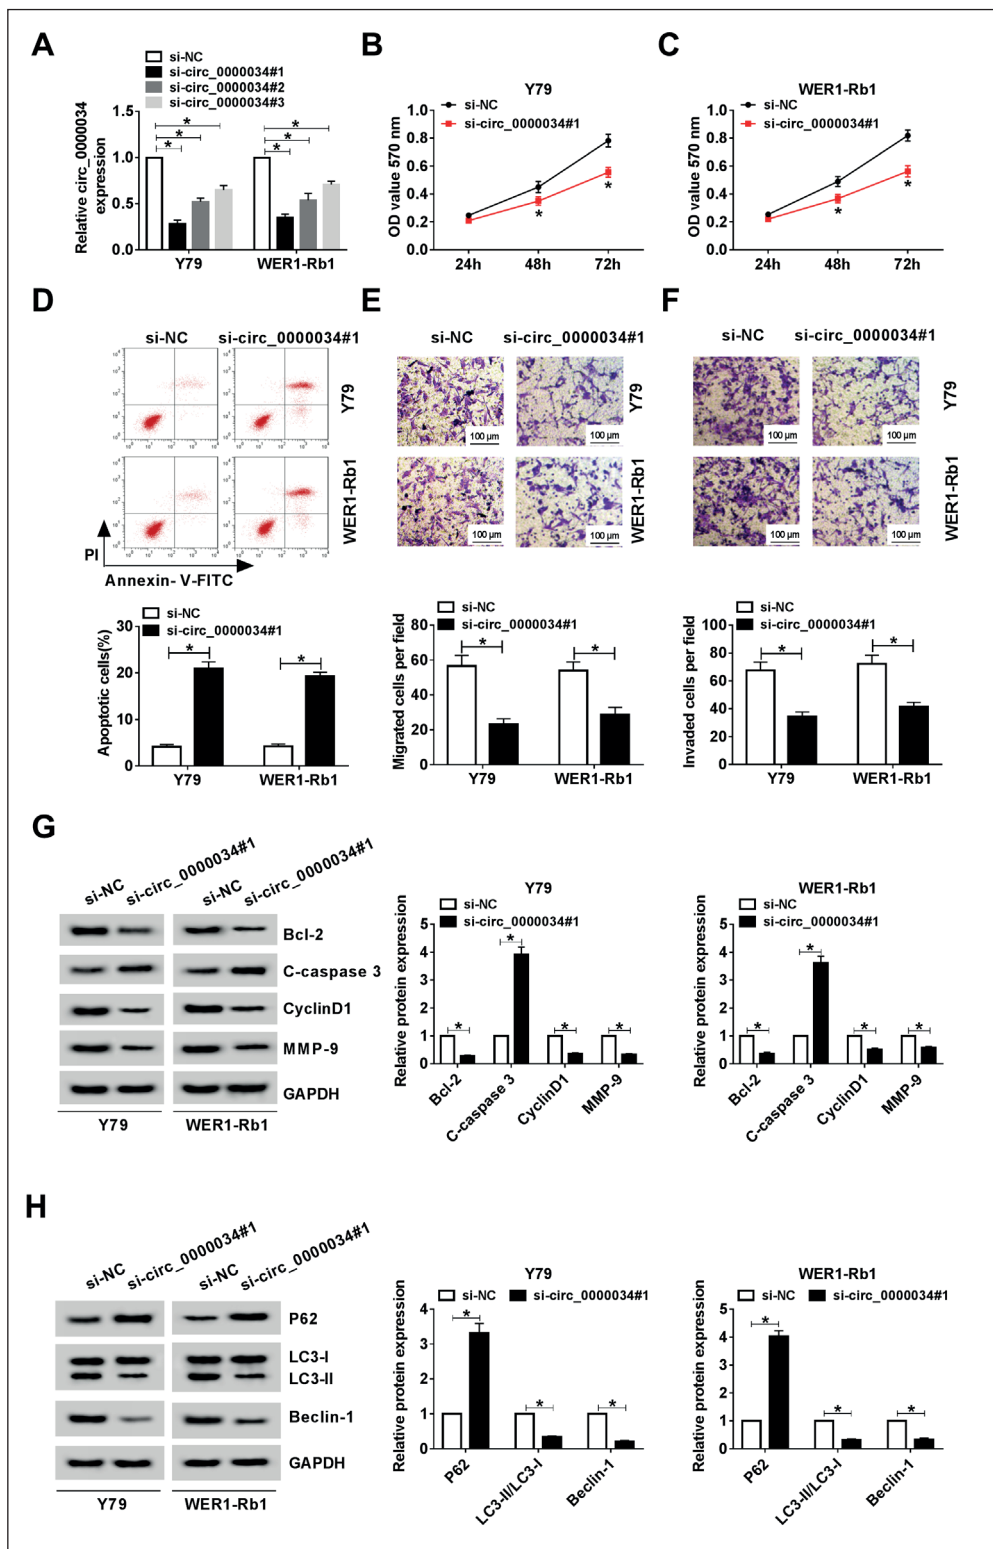 A
si-NC
si-circ_0000034#1
si-circ_0000034#2
si-circ_0000034#3
Relative circ_0000034 expression
1.5
1.0
0.5
0.0
* * *
* * *
Y79
WER1-Rb1
B
Y79
si-NC
si-circ_0000034#1
OD value 570 nm
1.0
0.8
0.6
0.4
0.2
0.0
*
*
24h 48h 72h
C
WER1-Rb1
si-NC
si-circ_0000034#1
OD value 570 nm
1.0
0.8
0.6
0.4
0.2
0.0
*
*
24h 48h 72h
D
si-NC si-circ_0000034#1
Y79
WER1-Rb1
PI
Annexin- V-FITC
si-NC
si-circ_0000034#1
Apoptotic cells(%)
30
20
10
0
* *
Y79 WER1-Rb1
E
si-NC si-circ_0000034#1
100 µm 100 µm
Y79
100 µm 100 µm
WER1-Rb1
si-NC
si-circ_0000034#1
Migrated cells per field
80
60
40
20
0
* *
Y79 WER1-Rb1
F
si-NC si-circ_0000034#1
100 µm 100 µm
Y79
100 µm 100 µm
WER1-Rb1
si-NC
si-circ_0000034#1
Invaded cells per field
100
80
60
40
20
0
* *
Y79 WER1-Rb1
G
si-NC si-circ_0000034#1 si-NC si-circ_0000034#1
Bcl-2
C-caspase 3
CyclinD1
MMP-9
GAPDH
Y79 WER1-Rb1
Y79
si-NC
si-circ_0000034#1
Relative protein expression
5
4
3
2
1
0
* * * *
Bcl-2 C-caspase 3 CyclinD1 MMP-9
WER1-Rb1
si-NC
si-circ_0000034#1
Relative protein expression
5
4
3
2
1
0
* * * *
Bcl-2 C-caspase 3 CyclinD1 MMP-9
H
si-NC si-circ_0000034#1 si-NC si-circ_0000034#1
P62
LC3-I
LC3-II
Beclin-1
GAPDH
Y79 WER1-Rb1
Y79
si-NC si-circ_0000034#1
Relative protein expression
4
3
2
1
0
* * *
P62 LC3-II/LC3-I Beclin-1
WER1-Rb1
si-NC si-circ_0000034#1
Relative protein expression
5
4
3
2
1
0
* * *
P62 LC3-II/LC3-I Beclin-1